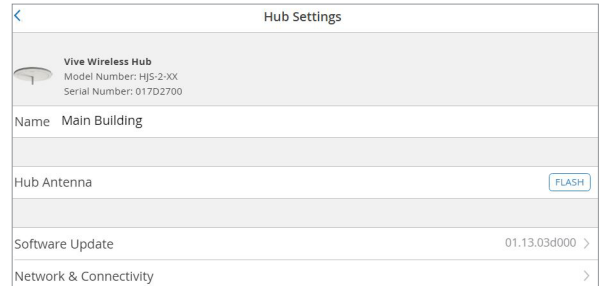 Hub Settings
Vive Wireless Hub
Model Number: HJS-2-XX
Serial Number: 017D2700
Name Main Building
Hub Antenna FLASH
Software Update 01.13.03d000
Network & Connectivity